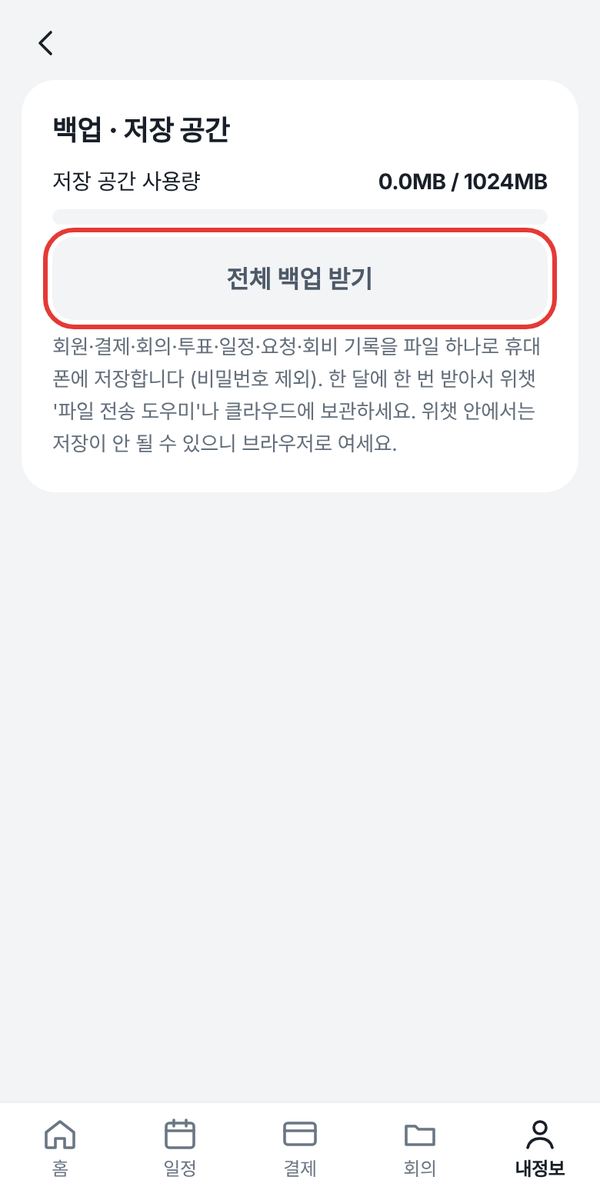 백업 · 저장 공간
저장 공간 사용량 0.0MB / 1024MB
전체 백업 받기
회원·결제·회의·투표·일정·요청·회비 기록을 파일 하나로 휴대
폰에 저장합니다 (비밀번호 제외). 한 달에 한 번 받아서 위챗
'파일 전송 도우미'나 클라우드에 보관하세요. 위챗 안에서는
저장이 안 될 수 있으니 브라우저로 여세요.
홈 일정 결제 회의 내정보